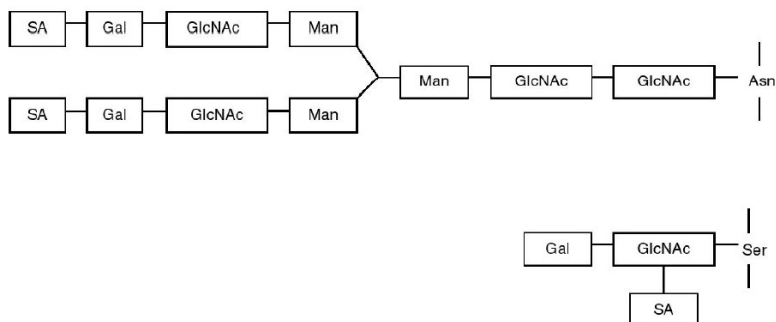 SA Gal GlcNAc Man
Man GlcNAc GlcNAc Asn
SA Gal GlcNAc Man
Gal GlcNAc Ser
SA